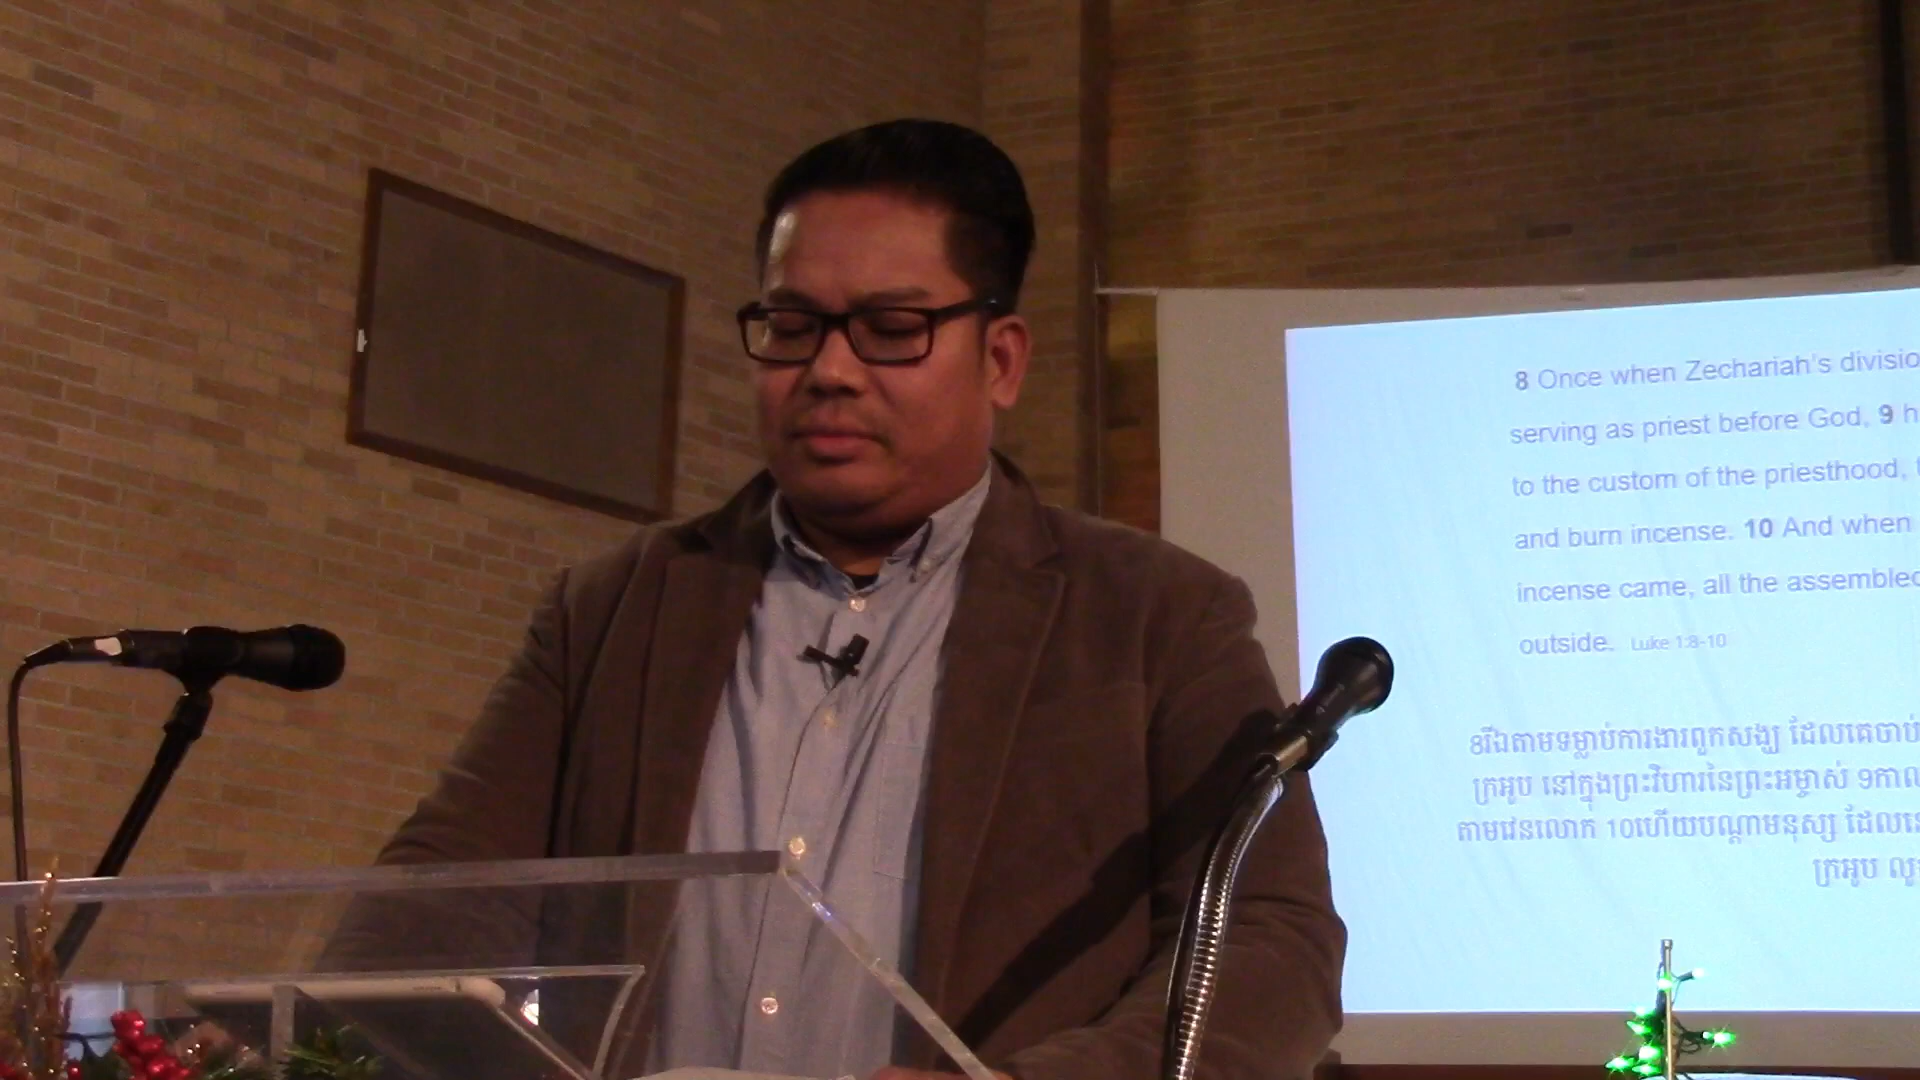 8 Once when Zechariah's divisio
serving as priest before God, 9 h
to the custom of the priesthood,
and burn incense. 10 And when
incense came, all the assembled
outside. Luke 1:8-10
8រីឯតាមទម្លាប់ការងារពួកសង្ឃ ដែលគេចាប់
ក្រអូប នៅក្នុងព្រះវិហារនៃព្រះអម្ចាស់ 9កាល
តាមវេនលោក 10ហើយបណ្តាមនុស្ស ដែលនៅ
ក្រអូប លូ